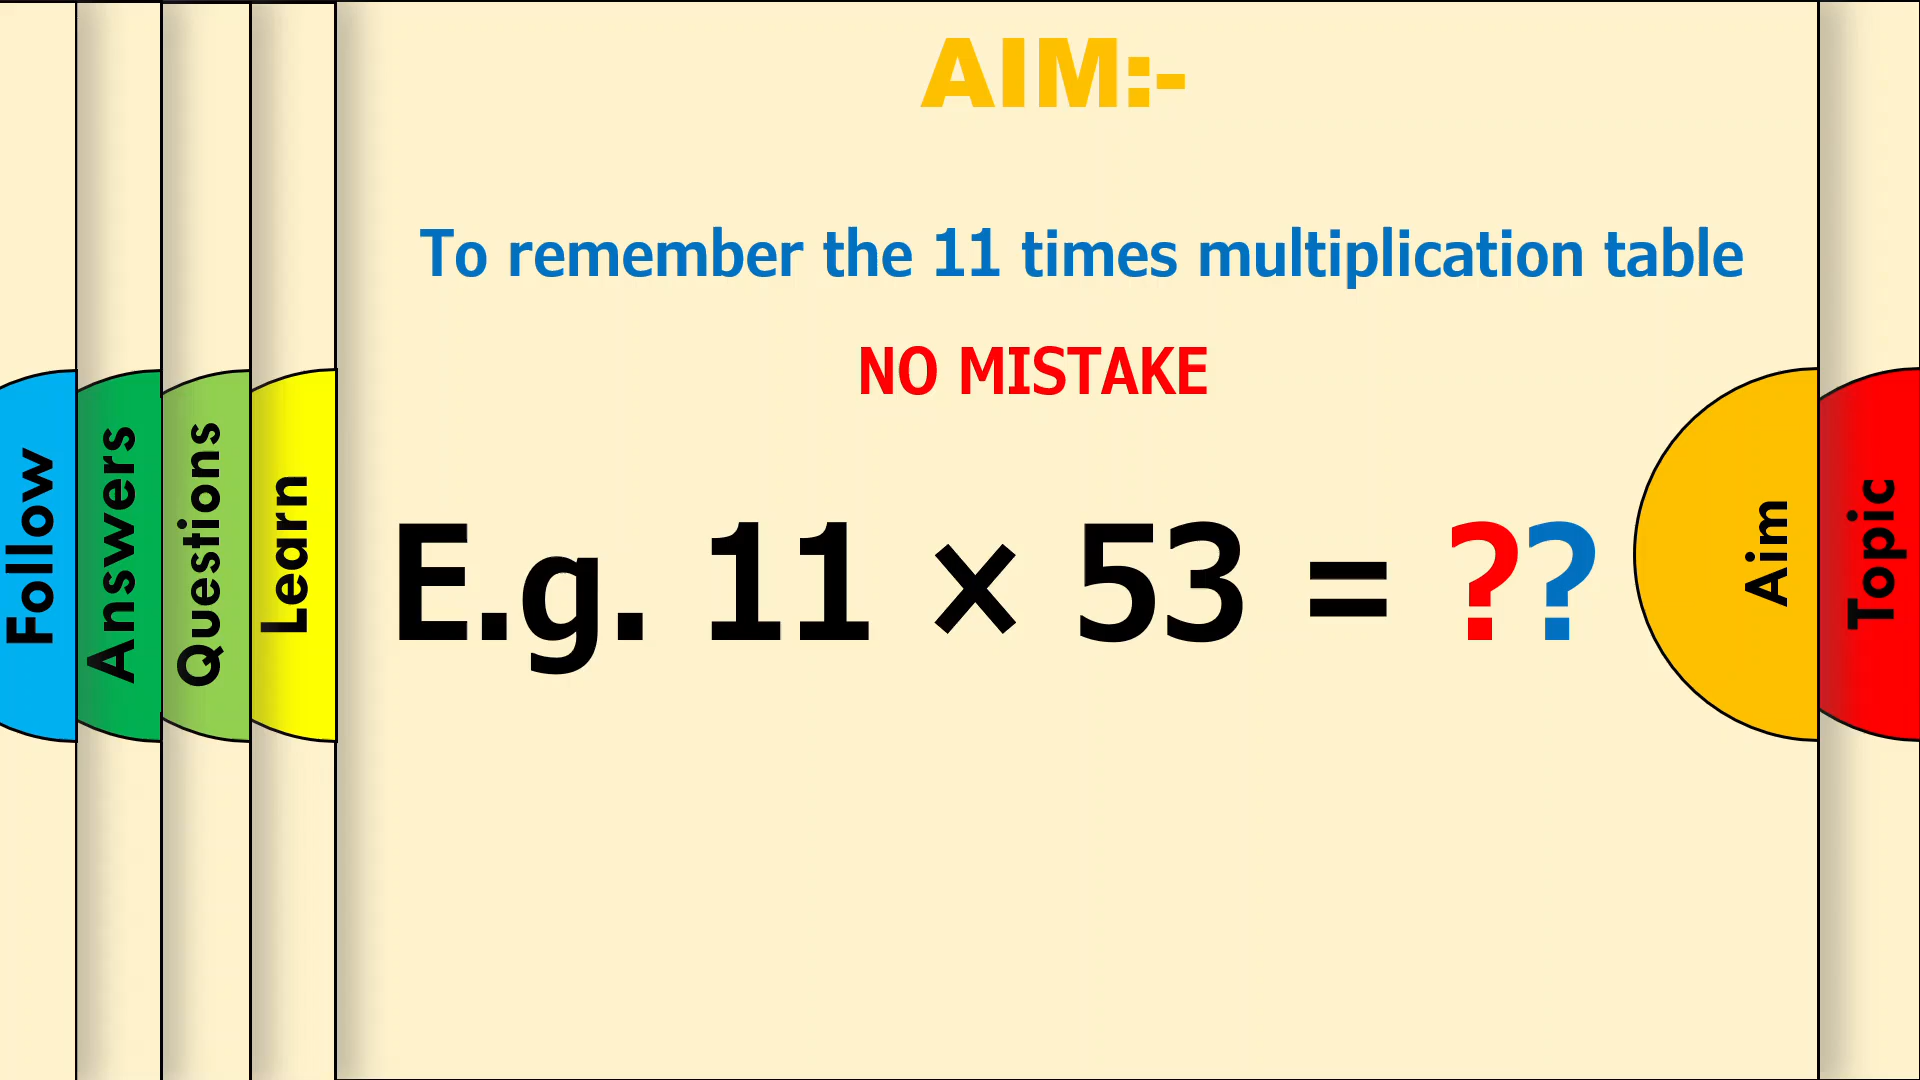 AIM:-
To remember the 11 times multiplication table
NO MISTAKE
E.g. 11 × 53 = ??
Follow
Answers
Questions
Learn
Aim
Topic